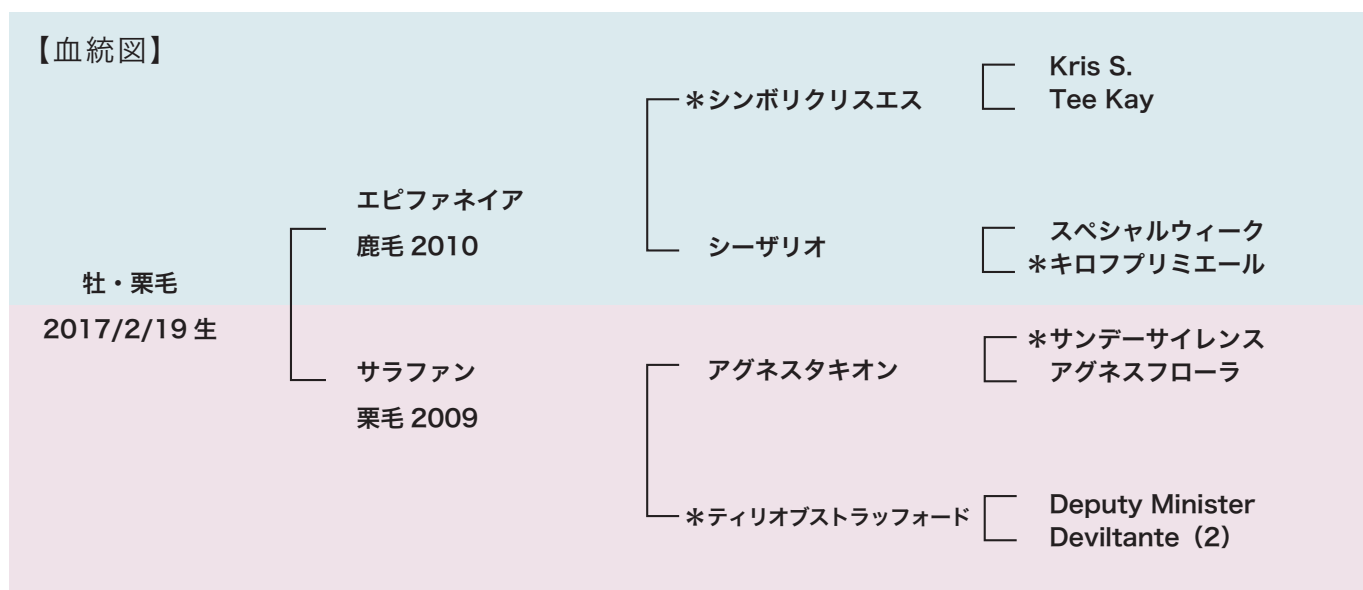 【血統図】
牡・栗毛
2017/2/19 生
エピファネイア
鹿毛 2010
サラファン
栗毛 2009
＊シンボリクリスエス
シーザリオ
アグネスタキオン
＊ティリオブストラッフォード
Kris S.
Tee Kay
スペシャルウィーク
＊キロフプリミエール
＊サンデーサイレンス
アグネスフローラ
Deputy Minister
Deviltante（2）